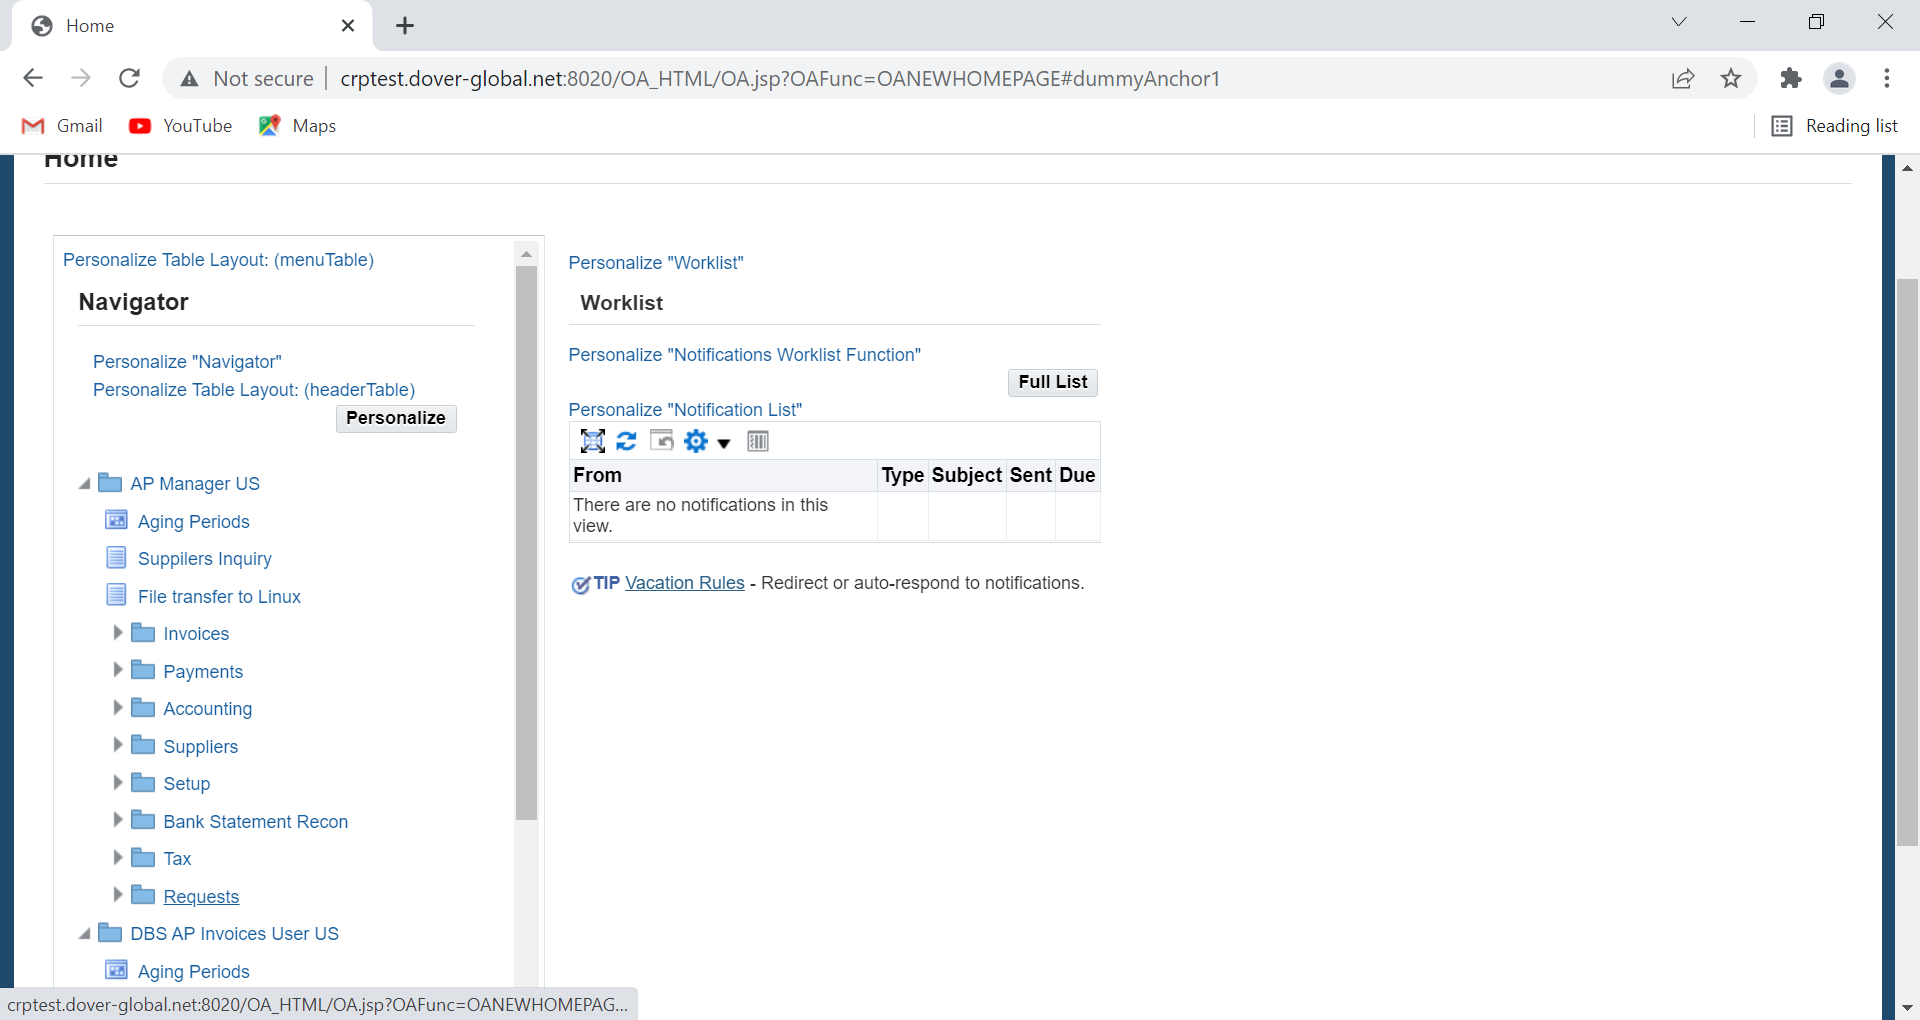 Home
Not secure
crptest.dover-global.net:8020/OA_HTML/OA.jsp?OAFunc=OANEWHOMEPAGE#dummyAnchor1
Gmail
YouTube
Maps
Reading list
Home
Personalize Table Layout: (menuTable)
Navigator
Personalize "Navigator"
Personalize Table Layout: (headerTable)
Personalize
AP Manager US
Aging Periods
Suppilers Inquiry
File transfer to Linux
Invoices
Payments
Accounting
Suppliers
Setup
Bank Statement Recon
Tax
Requests
DBS AP Invoices User US
Aging Periods
Personalize "Worklist"
Worklist
Personalize "Notifications Worklist Function"
Full List
Personalize "Notification List"
From Type Subject Sent Due
There are no notifications in this
view.
TIP Vacation Rules - Redirect or auto-respond to notifications.
crptest.dover-global.net:8020/OA_HTML/OA.jsp?OAFunc=OANEWHOMEPAG...